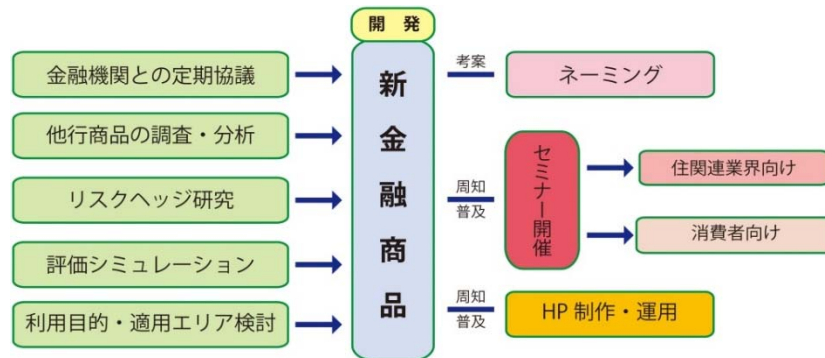 開 発
新金融商品
金融機関との定期協議
他行商品の調査・分析
リスクヘッジ研究
評価シミュレーション
利用目的・適用エリア検討
考案
ネーミング
周知
普及
セミナー開催
住関連業界向け
消費者向け
周知
普及
HP 制作・運用